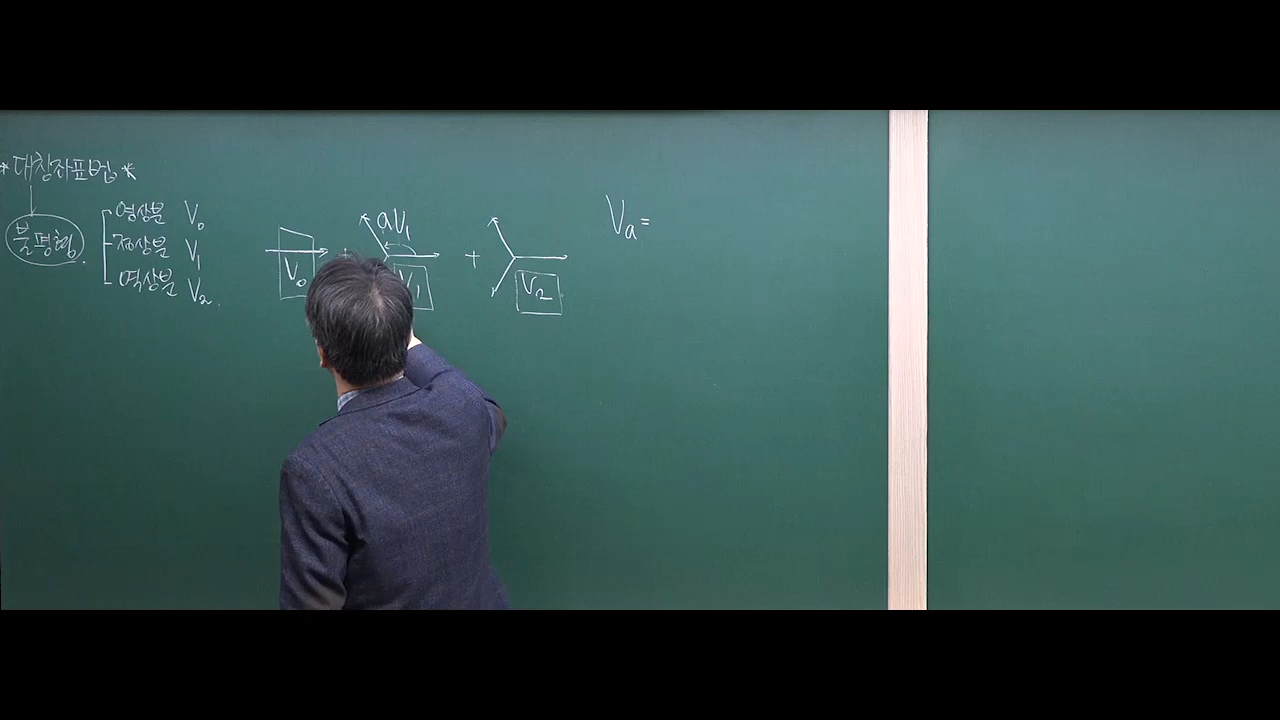 *대칭좌표법*
불평형
영상분 V₀
정상분 V₁
역상분 V₂
V₀
aV₁
V₁
+
V₂
Va =